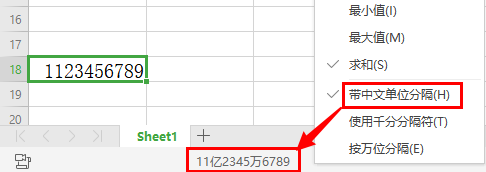 16
17
18
19
20
1123456789
Sheet1
11亿2345万6789
最小值(I)
最大值(M)
求和(S)
带中文单位分隔(H)
使用千分分隔符(T)
按万位分隔(E)